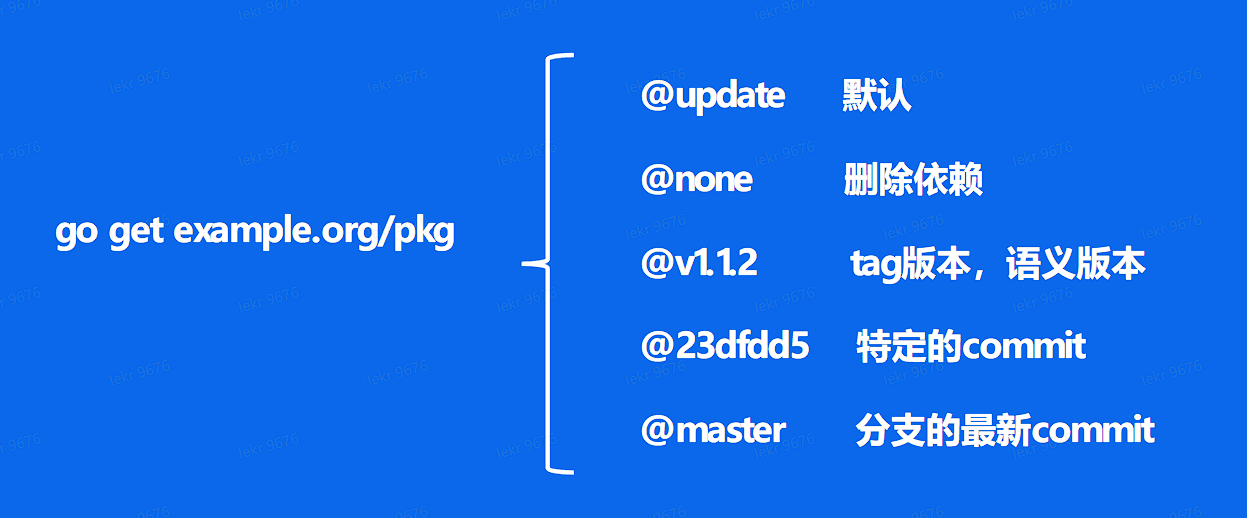 go get example.org/pkg
@update 默认
@none 删除依赖
@v1.1.2 tag版本，语义版本
@23dfdd5 特定的commit
@master 分支的最新commit
lekr 9676